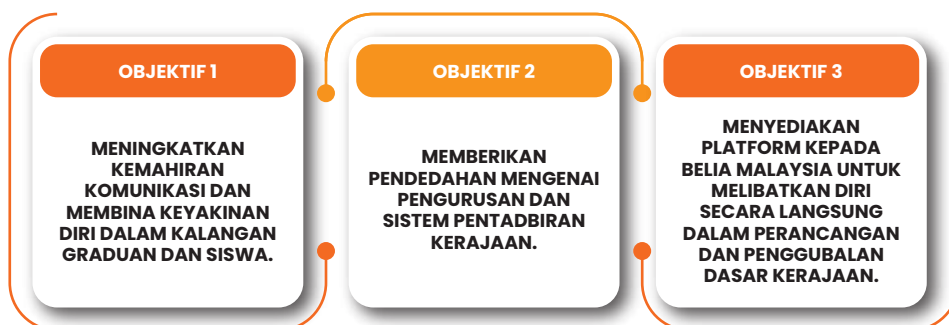 OBJEKTIF 1
MENINGKATKAN
KEMAHIRAN
KOMUNIKASI DAN
MEMBINA KEYAKINAN
DIRI DALAM KALANGAN
GRADUAN DAN SISWA.
OBJEKTIF 2
MEMBERIKAN
PENDEDAHAN MENGENAI
PENGURUSAN DAN
SISTEM PENTADBIRAN
KERAJAAN.
OBJEKTIF 3
MENYEDIAKAN
PLATFORM KEPADA
BELIA MALAYSIA UNTUK
MELIBATKAN DIRI
SECARA LANGSUNG
DALAM PERANCANGAN
DAN PENGGUBALAN
DASAR KERAJAAN.